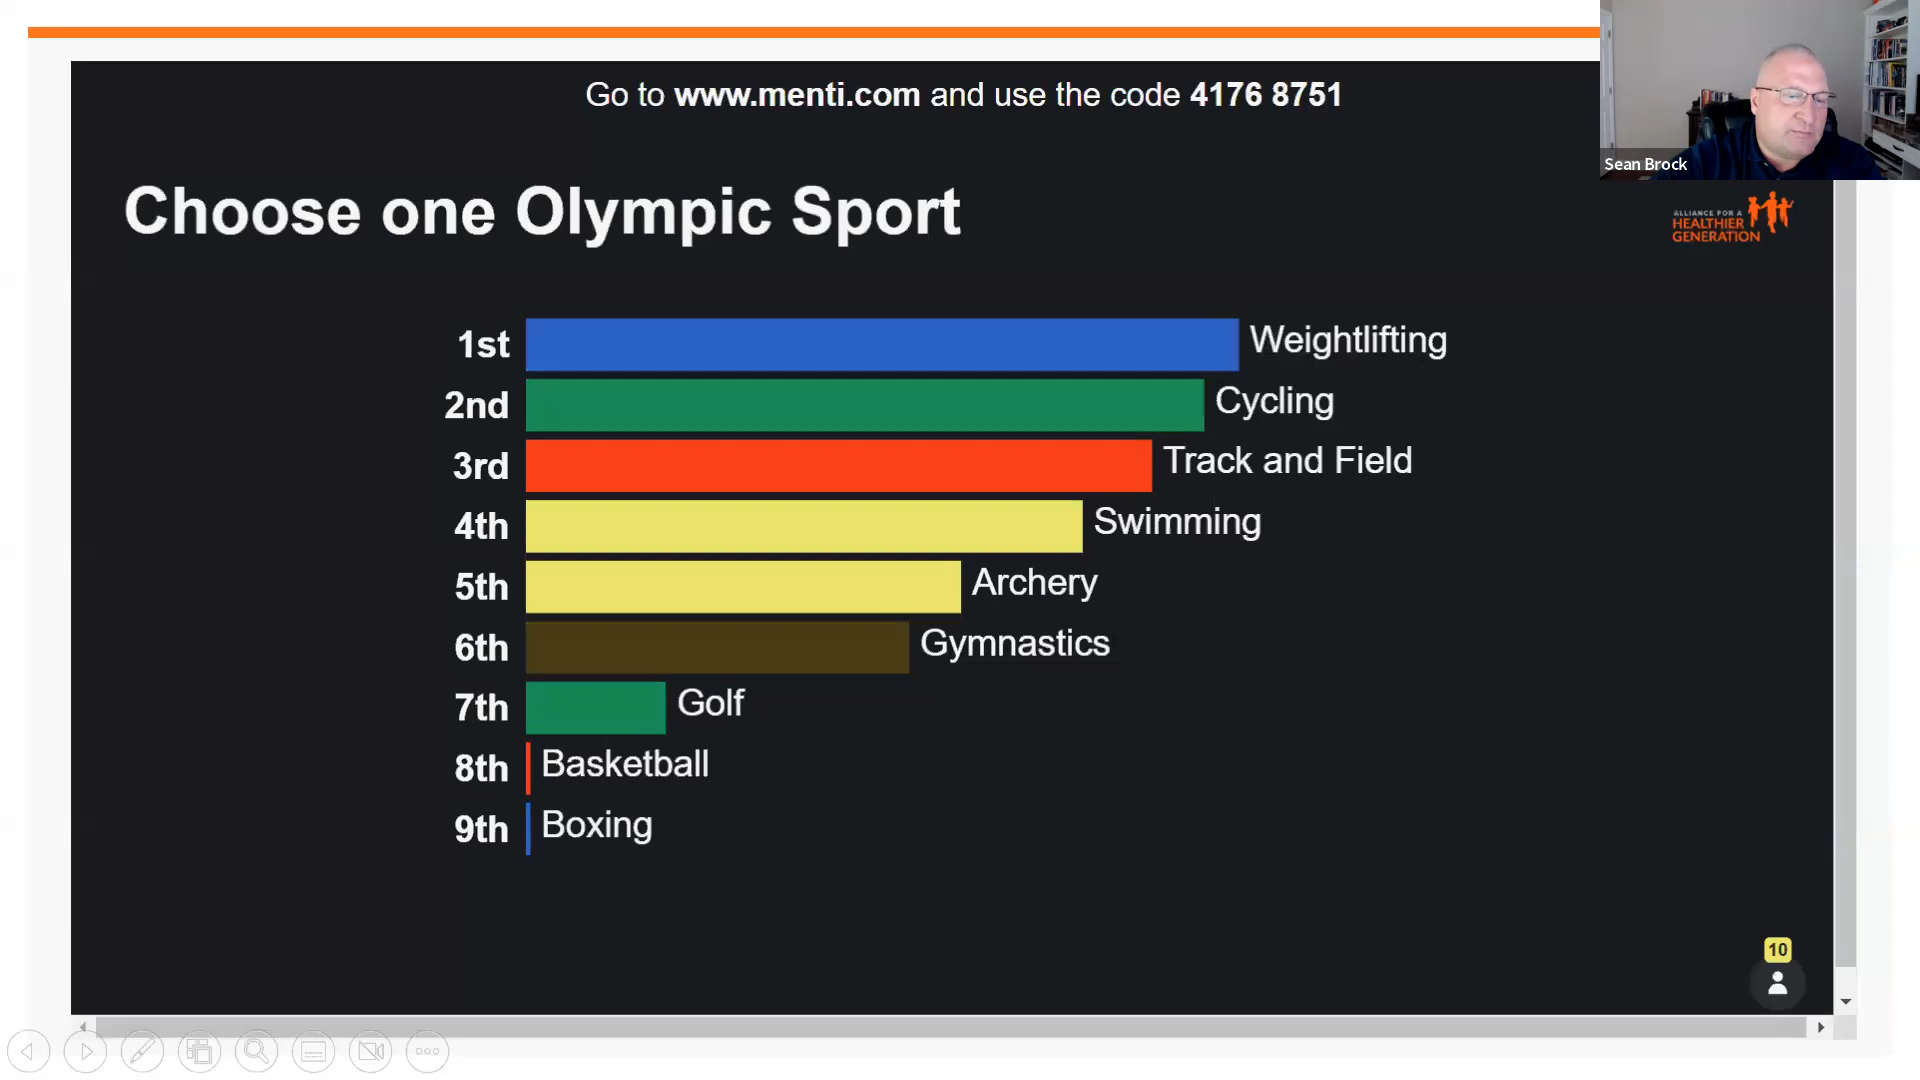 Go to www.menti.com and use the code 4176 8751
Sean Brock
Choose one Olympic Sport
ALLIANCE FOR A
HEALTHIER
GENERATION
1st Weightlifting
2nd Cycling
3rd Track and Field
4th Swimming
5th Archery
6th Gymnastics
7th Golf
8th Basketball
9th Boxing
10